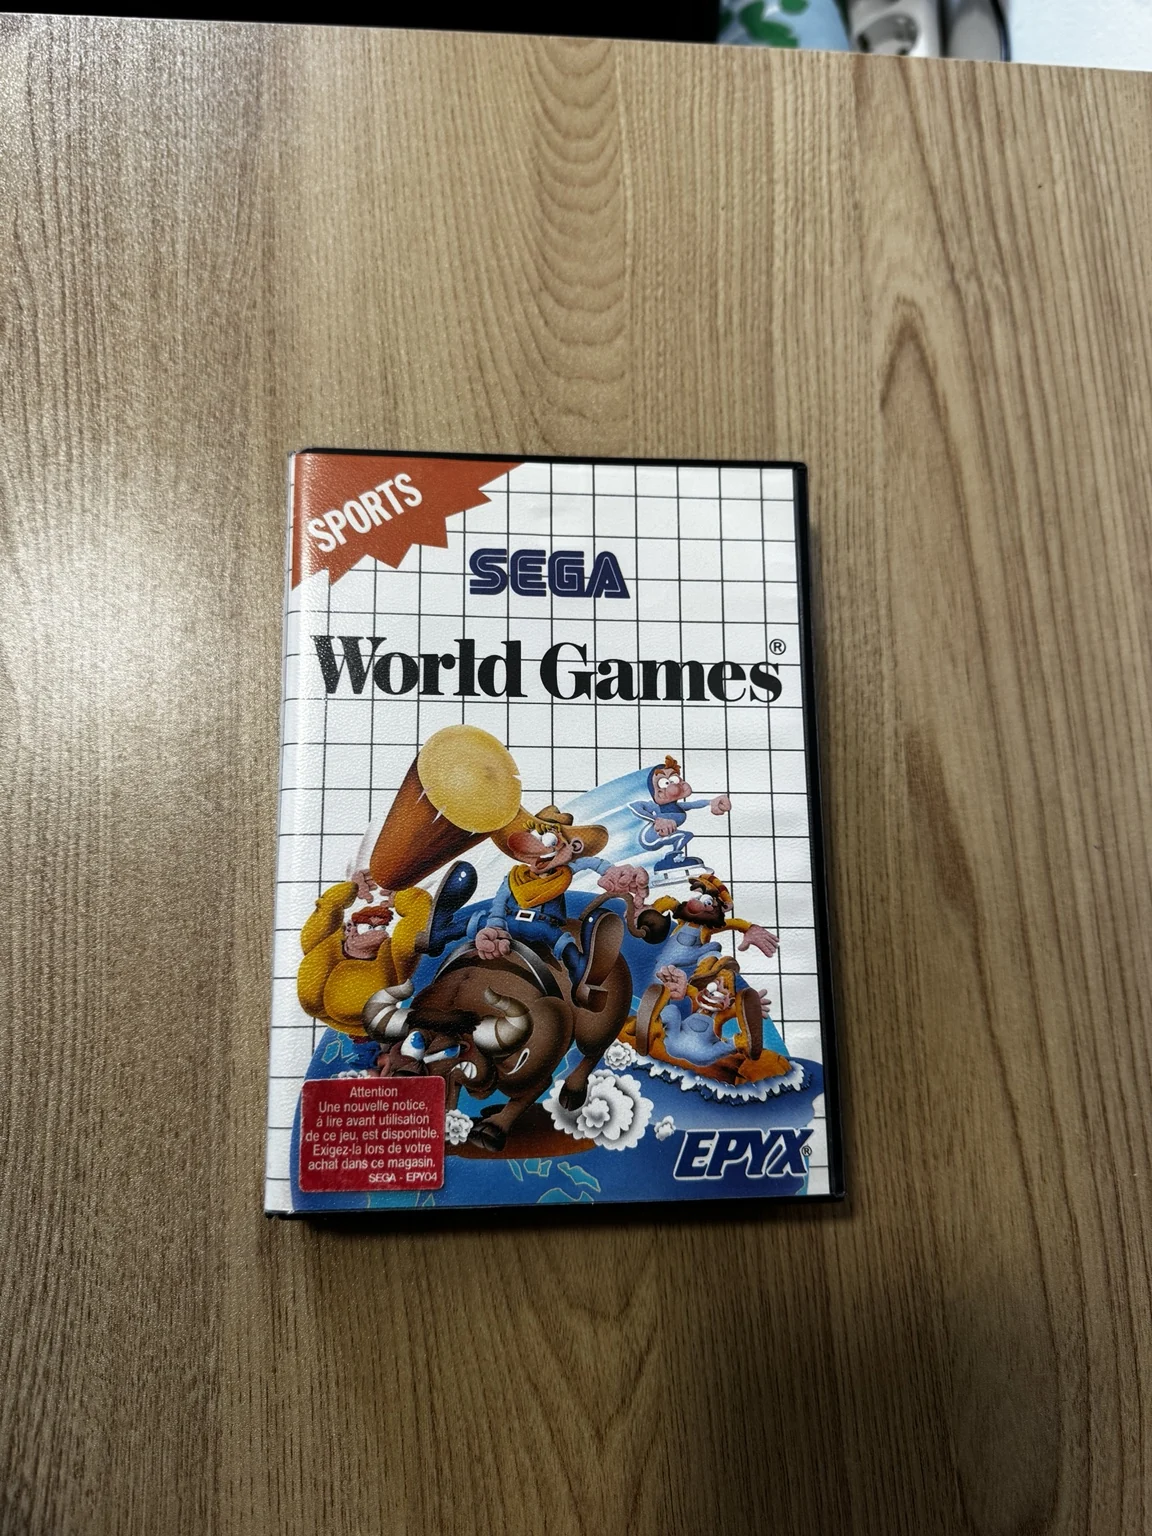 SPORTS
SEGA
World Games®
Attention
Une nouvelle notice,
à lire avant utilisation
de ce jeu, est disponible.
Exigez-la lors de votre
achat dans ce magasin.
SEGA - EPY04
EPYX®